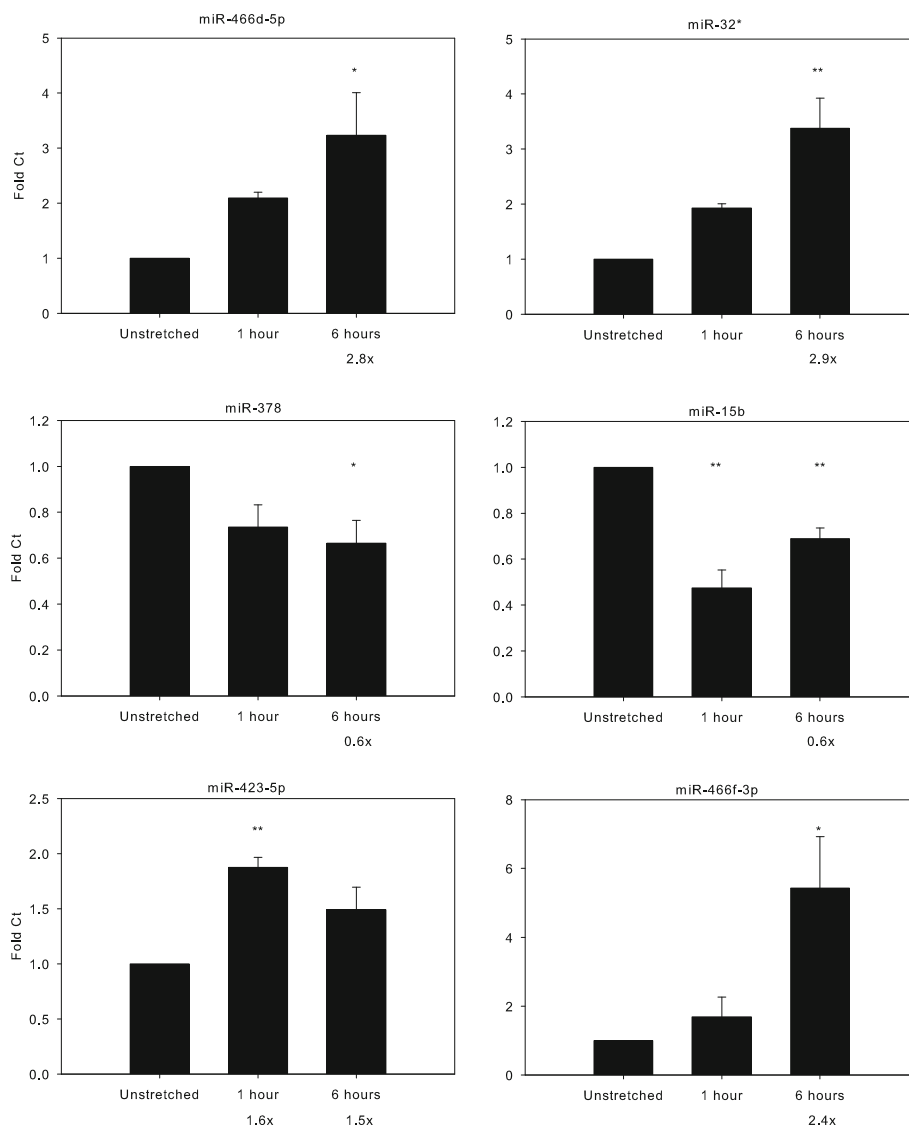 miR-466d-5p
5
4
3
2
1
0
Fold Ct
*
Unstretched 1 hour 6 hours
2.8x
miR-32*
5
4
3
2
1
0
**
Unstretched 1 hour 6 hours
2.9x
miR-378
1.2
1.0
0.8
0.6
0.4
0.2
0.0
Fold Ct
*
Unstretched 1 hour 6 hours
0.6x
miR-15b
1.2
1.0
0.8
0.6
0.4
0.2
0.0
** **
Unstretched 1 hour 6 hours
0.6x
miR-423-5p
2.5
2.0
1.5
1.0
0.5
0.0
Fold Ct
**
Unstretched 1 hour 6 hours
1.6x 1.5x
miR-466f-3p
8
6
4
2
0
*
Unstretched 1 hour 6 hours
2.4x